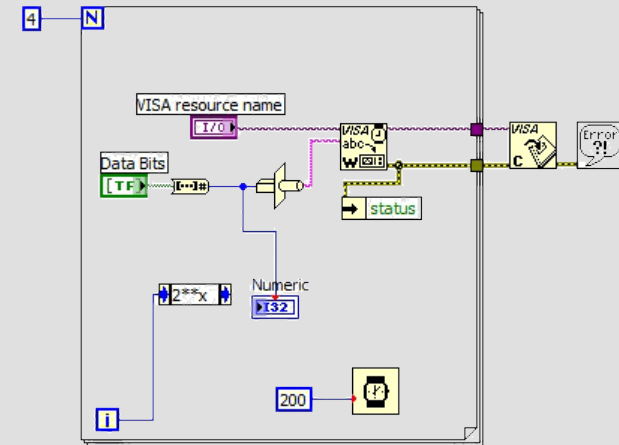 4
N
VISA resource name
I/O
VISA
abc
W
VISA
C
Error
?!
Data Bits
[TF]
[...]#
status
2**x
Numeric
I32
200
i